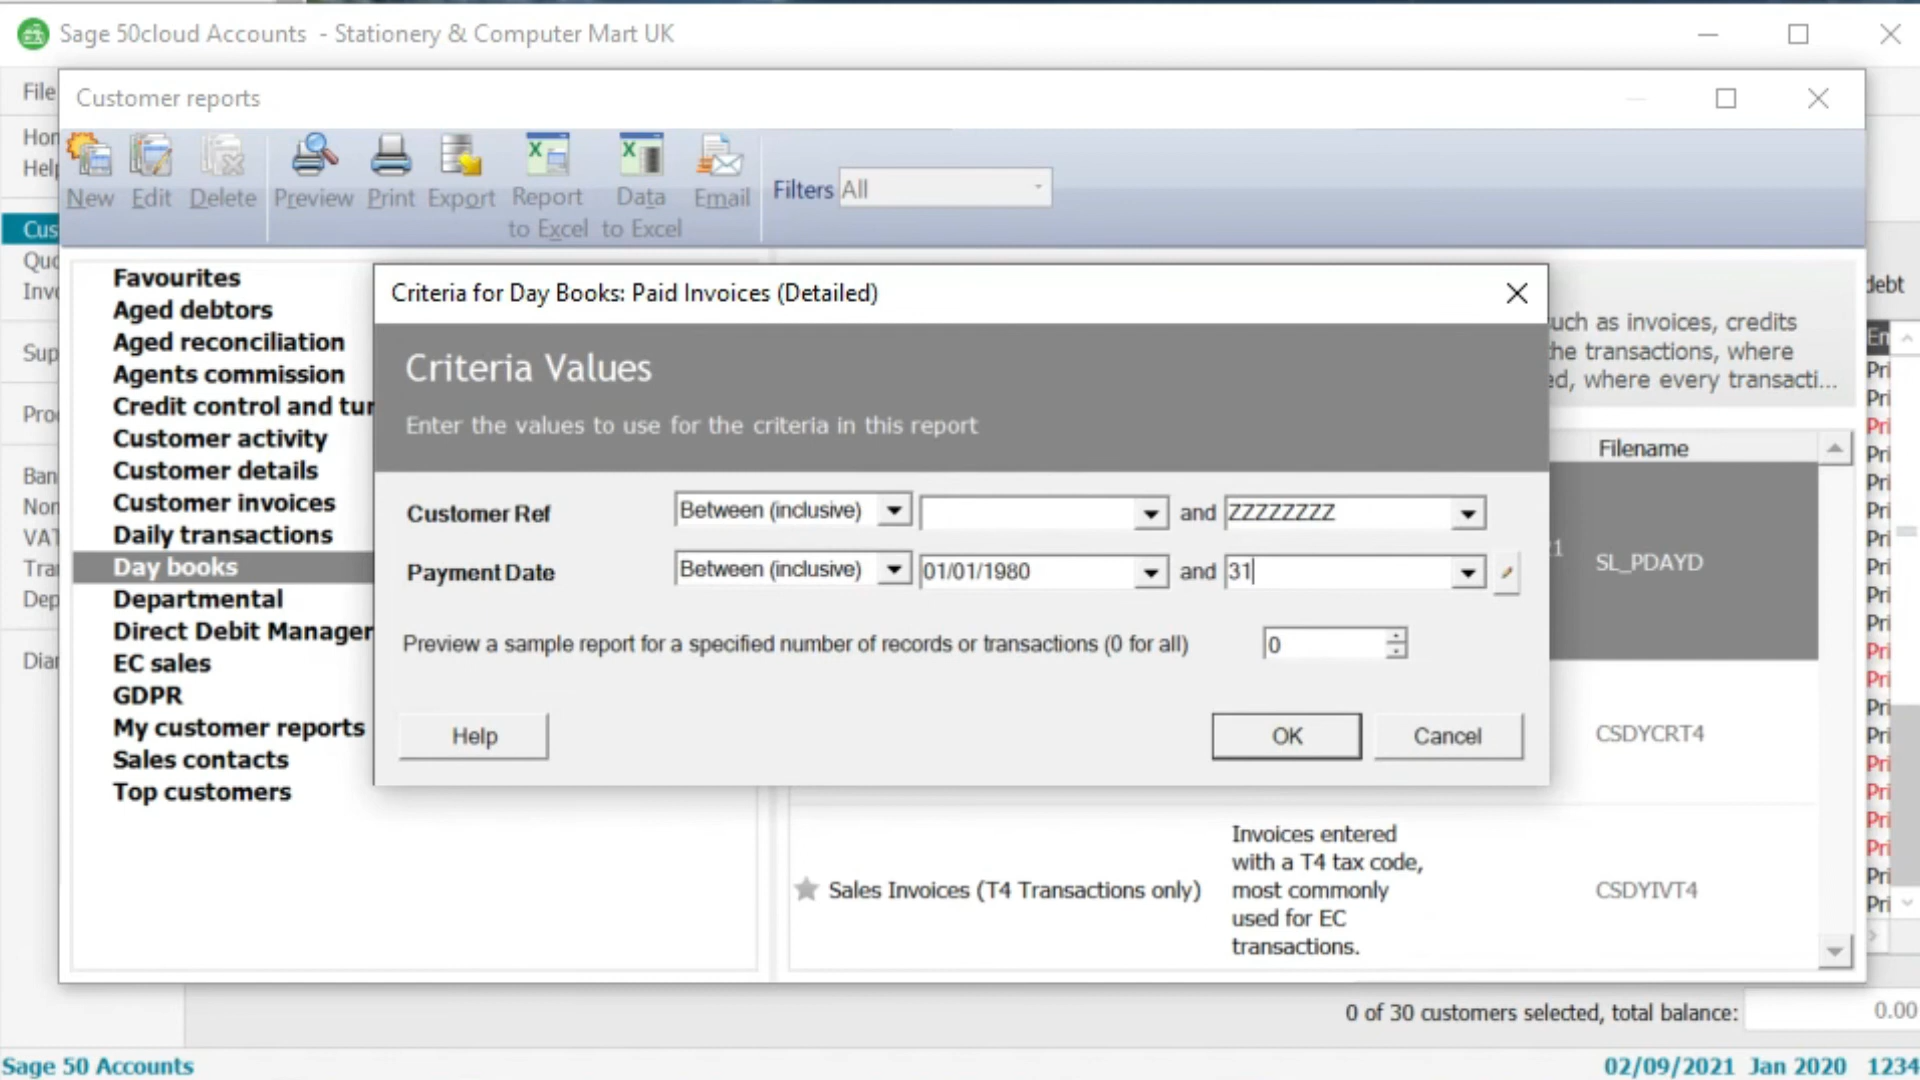 Sage 50cloud Accounts - Stationery & Computer Mart UK
File
Customer reports
New Edit Delete Preview Print Export Report to Excel Data to Excel Email
Filters All
Favourites
Aged debtors
Aged reconciliation
Agents commission
Credit control and tur
Customer activity
Customer details
Customer invoices
Daily transactions
Day books
Departmental
Direct Debit Manager
EC sales
GDPR
My customer reports
Sales contacts
Top customers
Criteria for Day Books: Paid Invoices (Detailed)
Criteria Values
Enter the values to use for the criteria in this report
Customer Ref Between (inclusive) and ZZZZZZZZ
Payment Date Between (inclusive) 01/01/1980 and 31
Preview a sample report for a specified number of records or transactions (0 for all) 0
Help OK Cancel
uch as invoices, credits
the transactions, where
ed, where every transacti...
debt
Filename
SL_PDAYD
CSDYCRT4
Sales Invoices (T4 Transactions only)
Invoices entered
with a T4 tax code,
most commonly
used for EC
transactions.
CSDYIVT4
0 of 30 customers selected, total balance: 0.00
Sage 50 Accounts
02/09/2021 Jan 2020 1234